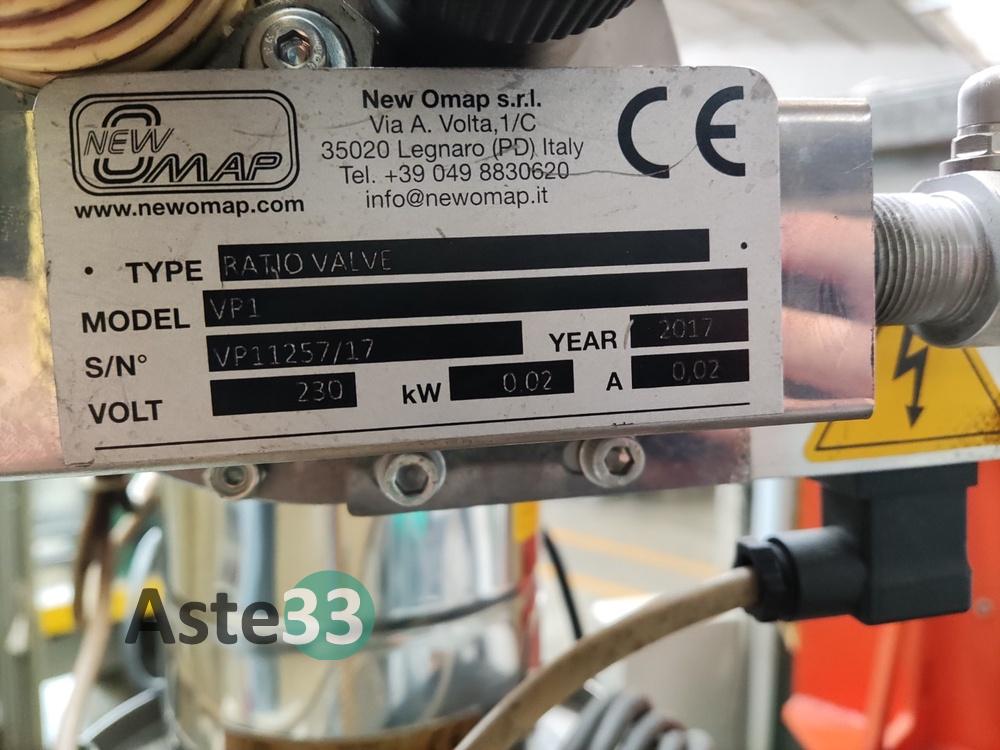 NEW
OMAP
www.newomap.com
New Omap s.r.l.
Via A. Volta,1/C
35020 Legnaro (PD) Italy
Tel. +39 049 8830620
info@newomap.it
CE
TYPE RATIO VALVE
MODEL VP1
S/N° VP11257/17 YEAR 2017
VOLT 230 kW 0.02 A 0,02
Aste33